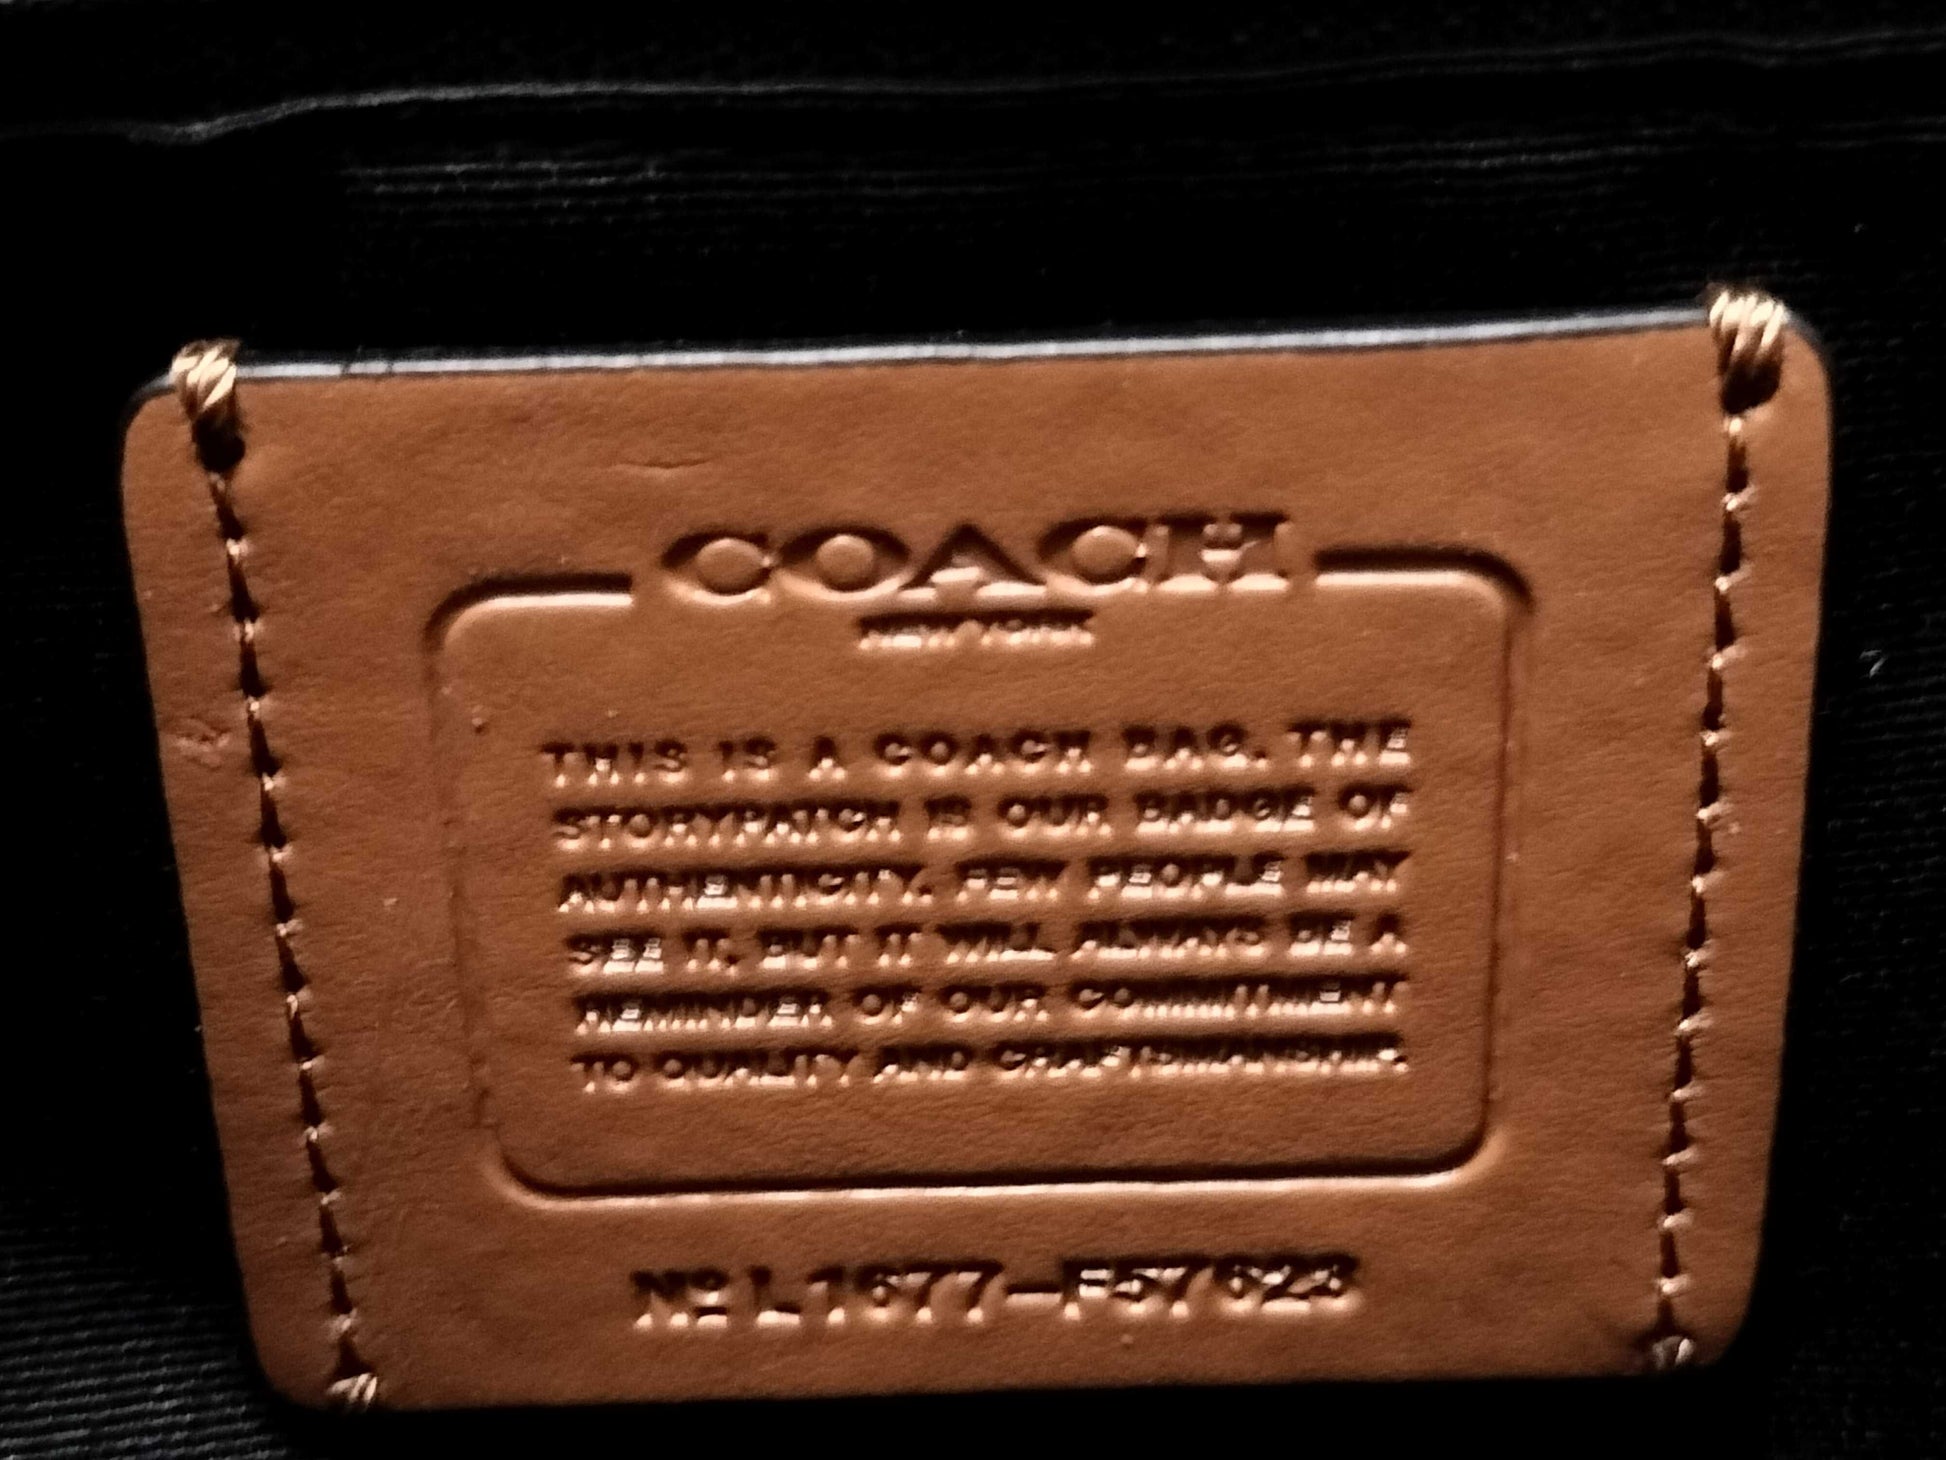 COACH
NEW YORK
THIS IS A COACH BAG. THE
STORYPATCH IS OUR BADGE OF
AUTHENTICITY. FEW PEOPLE MAY
SEE IT, BUT IT WILL ALWAYS BE A
REMINDER OF OUR COMMITMENT
TO QUALITY AND CRAFTSMANSHIP.
Nº L1677-F57623